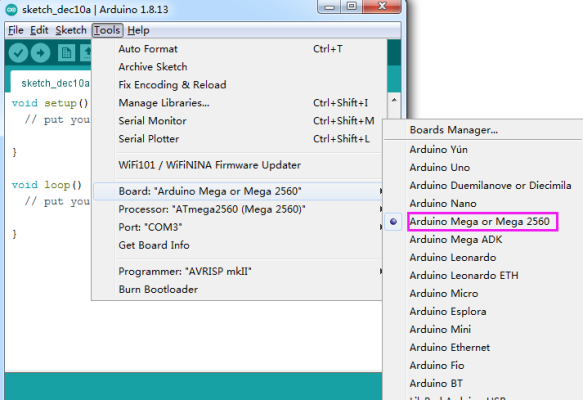 sketch_dec10a | Arduino 1.8.13
File Edit Sketch Tools Help
sketch_dec10a
void setup()
// put you
}
void loop()
// put you
}
Auto Format Ctrl+T
Archive Sketch
Fix Encoding & Reload
Manage Libraries... Ctrl+Shift+I
Serial Monitor Ctrl+Shift+M
Serial Plotter Ctrl+Shift+L
WiFi101 / WiFiNINA Firmware Updater
Board: "Arduino Mega or Mega 2560"
Processor: "ATmega2560 (Mega 2560)"
Port: "COM3"
Get Board Info
Programmer: "AVRISP mkII"
Burn Bootloader
Boards Manager...
Arduino Yún
Arduino Uno
Arduino Duemilanove or Diecimila
Arduino Nano
Arduino Mega or Mega 2560
Arduino Mega ADK
Arduino Leonardo
Arduino Leonardo ETH
Arduino Micro
Arduino Esplora
Arduino Mini
Arduino Ethernet
Arduino Fio
Arduino BT